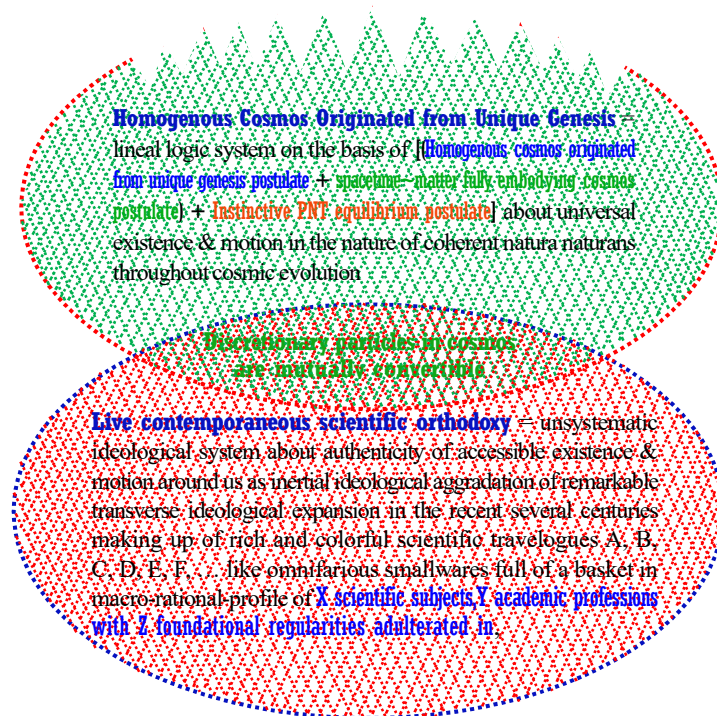 Homogenous Cosmos Originated from Unique Genesis =
lineal logic system on the basis of [(Homogenous cosmos originated
from unique genesis postulate + spacetime—matter fully embodying cosmos
postulate) + Instinctive PNT equilibrium postulate] about universal
existence & motion in the nature of coherent natura naturans
throughout cosmic evolution
Discretionary particles in cosmos
are mutually convertible
Live contemporaneous scientific orthodoxy = unsystematic
ideological system about authenticity of accessible existence &
motion around us as inertial ideological aggradation of remarkable
transverse ideological expansion in the recent several centuries
making up of rich and colorful scientific travelogues A, B,
C, D, E, F, … like omnifarious smallwares full of a basket in
macro-rational-profile of X scientific subjects,Y academic professions
with Z foundational regularities adulterated in,